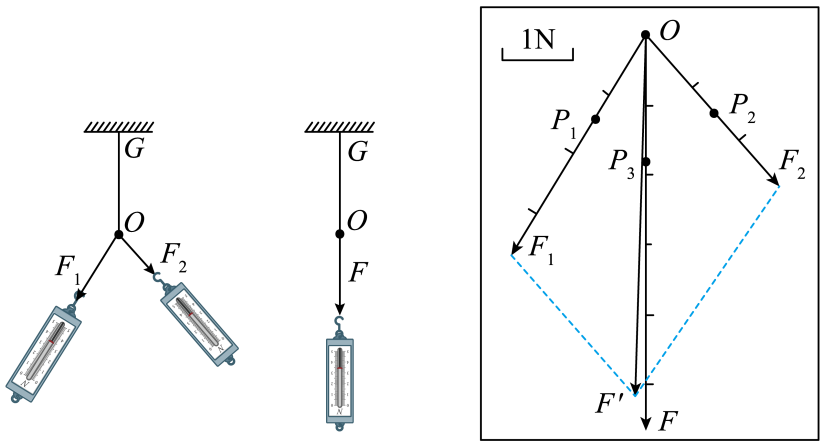 G
O
F₁
F₂
N
G
O
F
N
1N
O
P₁
P₂
P₃
F₂
F₁
F′
F